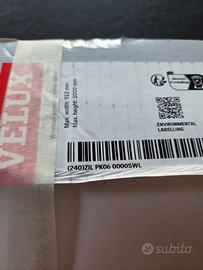 VELUX
Max. width: 922 mm
Max. height: 2000 mm
ENVIRONMENTAL
LABELLING
(240)ZIL PK06 0000SWL
subito